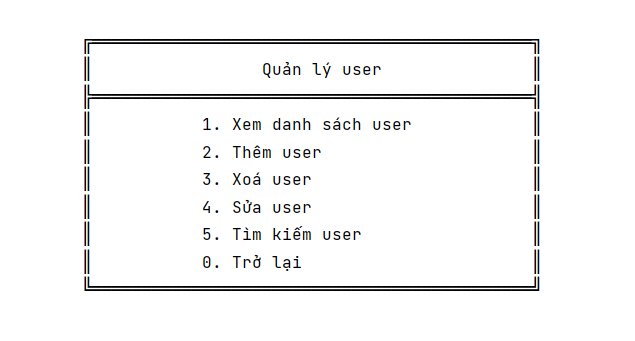 Quản lý user
1. Xem danh sách user
2. Thêm user
3. Xoá user
4. Sửa user
5. Tìm kiếm user
0. Trở lại